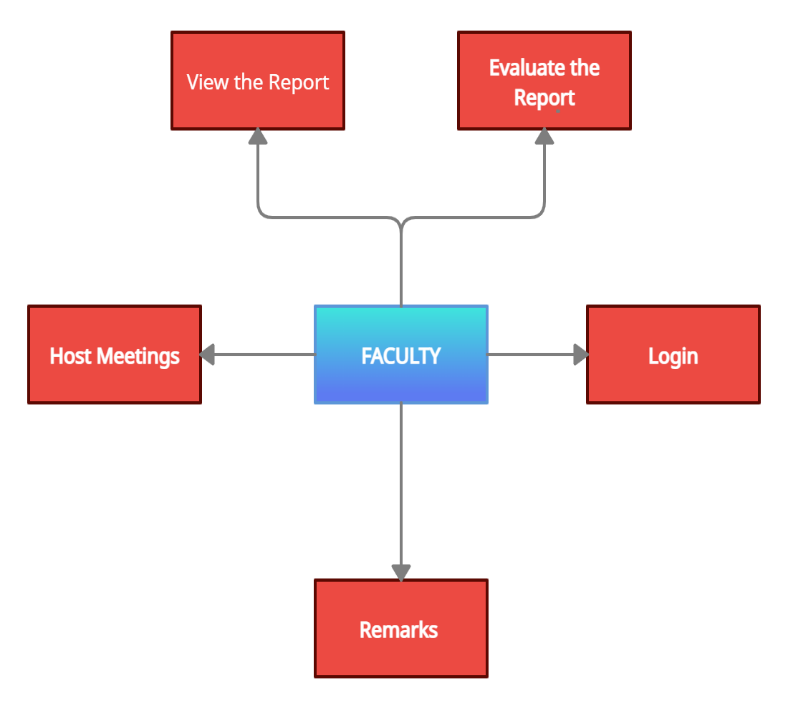 View the Report
Evaluate the
Report
Host Meetings
FACULTY
Login
Remarks